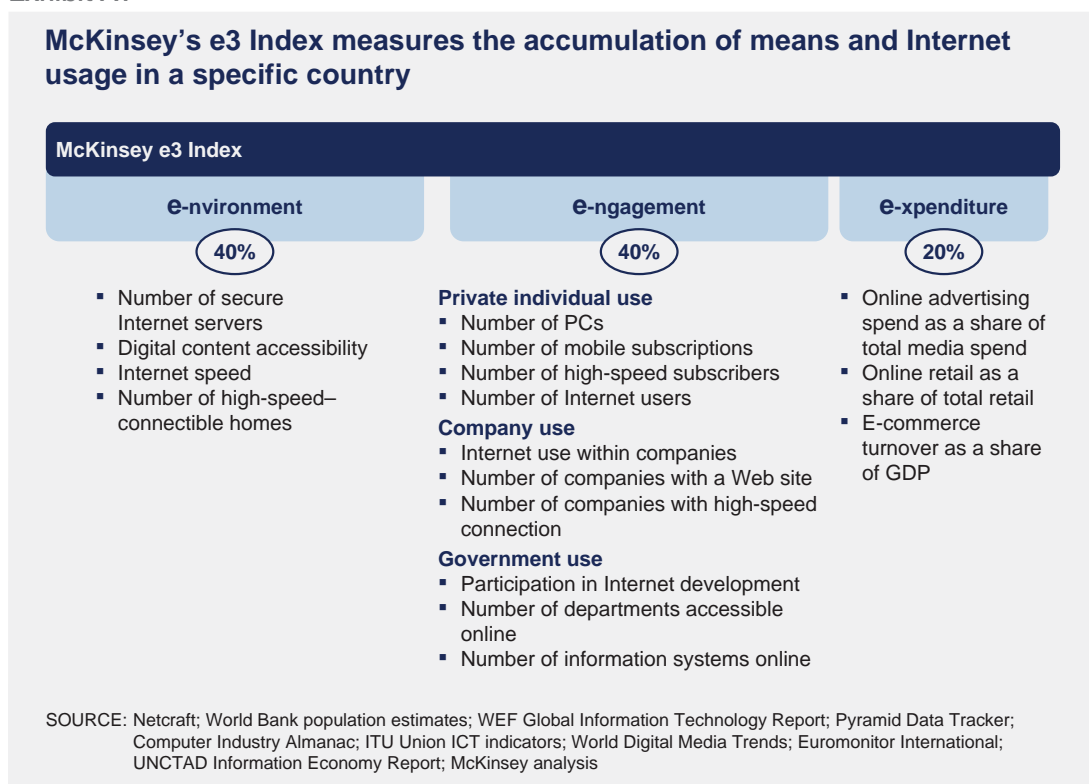 McKinsey’s e3 Index measures the accumulation of means and Internet
usage in a specific country
McKinsey e3 Index
e-nvironment
40%
▪ Number of secure
Internet servers
▪ Digital content accessibility
▪ Internet speed
▪ Number of high-speed–
connectible homes
e-ngagement
40%
Private individual use
▪ Number of PCs
▪ Number of mobile subscriptions
▪ Number of high-speed subscribers
▪ Number of Internet users
Company use
▪ Internet use within companies
▪ Number of companies with a Web site
▪ Number of companies with high-speed
connection
Government use
▪ Participation in Internet development
▪ Number of departments accessible
online
▪ Number of information systems online
e-xpenditure
20%
▪ Online advertising
spend as a share of
total media spend
▪ Online retail as a
share of total retail
▪ E-commerce
turnover as a share
of GDP
SOURCE: Netcraft; World Bank population estimates; WEF Global Information Technology Report; Pyramid Data Tracker;
Computer Industry Almanac; ITU Union ICT indicators; World Digital Media Trends; Euromonitor International;
UNCTAD Information Economy Report; McKinsey analysis